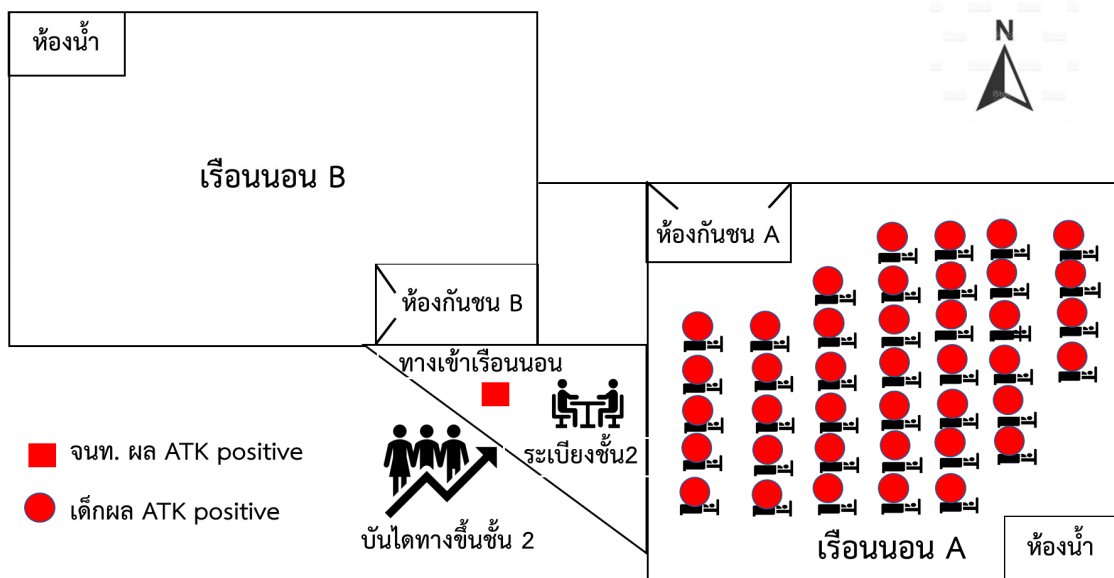 ห้องน้ำ
N
เรือนนอน B
ห้องกันชน A
ห้องกันชน B
ทางเข้าเรือนนอน
ระเบียงชั้น2
จนท. ผล ATK positive
เด็กผล ATK positive
บันไดทางขึ้นชั้น 2
เรือนนอน A
ห้องน้ำ